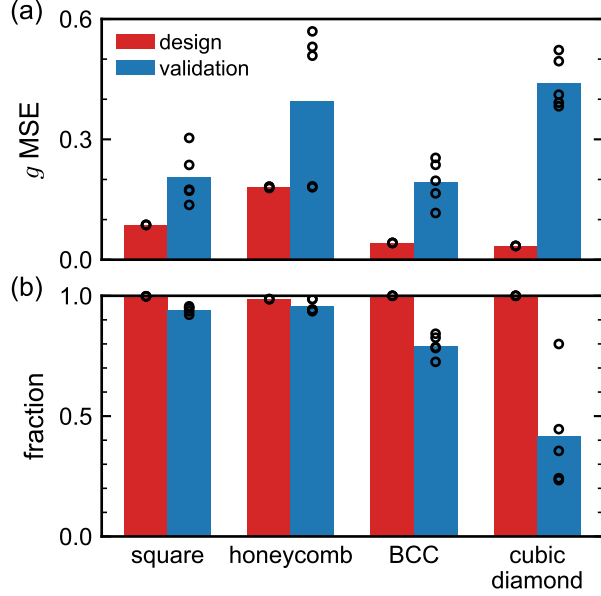 (a)
0.6
0.3
0.0
g MSE
design
validation
(b)
1.0
0.5
0.0
fraction
square
honeycomb
BCC
cubic
diamond